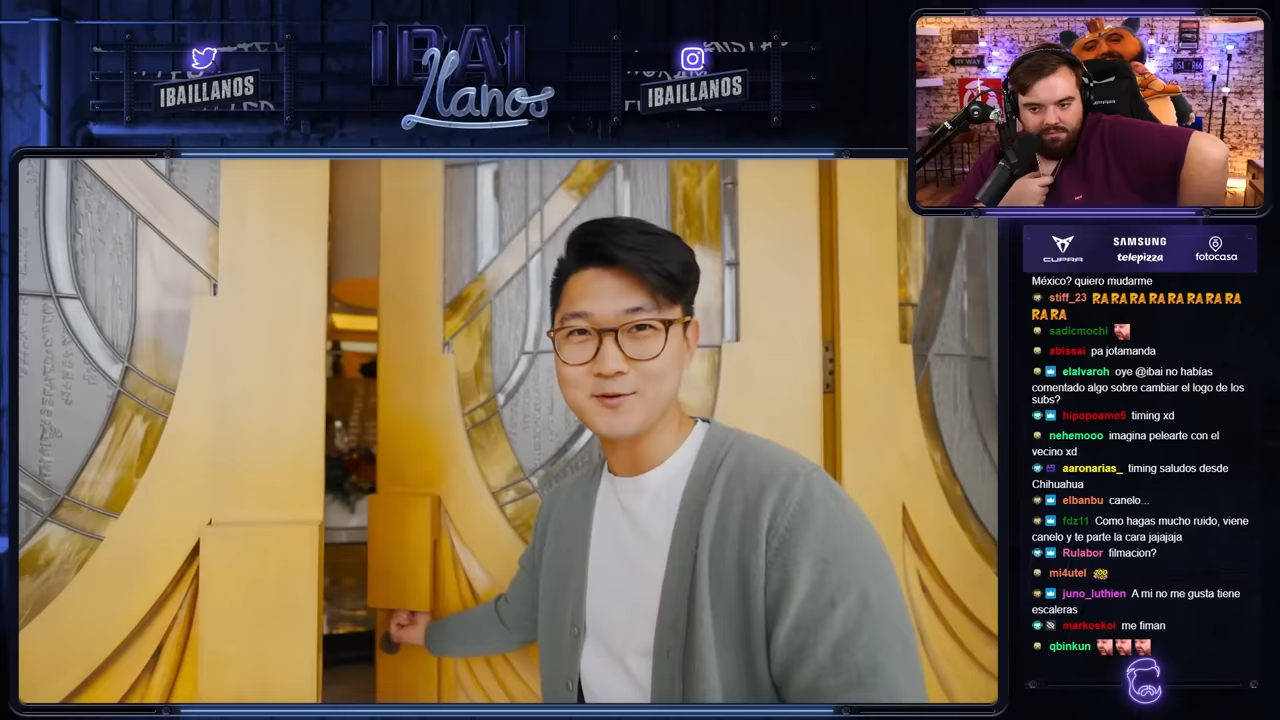 IBAI
Llanos
IBAILLANOS
IBAILLANOS
MY WAY
USA R66
CUPRA
SAMSUNG
telepizza
fotocasa
México? quiero mudarme
stiff_23 RA RA RA RA RA RA RA RA
RA RA
sadicmochi
abissai pa jotamanda
elalvaroh oye @ibai no habías
comentado algo sobre cambiar el logo de los
subs?
hipopoamo5 timing xd
nehemooo imagina pelearte con el
vecino xd
aaronarias_ timing saludos desde
Chihuahua
elbanbu canelo...
fdz11 Como hagas mucho ruido, viene
canelo y te parte la cara jajajaja
Rulabor filmacion?
mi4utel
juno_luthien A mi no me gusta tiene
escaleras
markoskoi me fiman
qbinkun